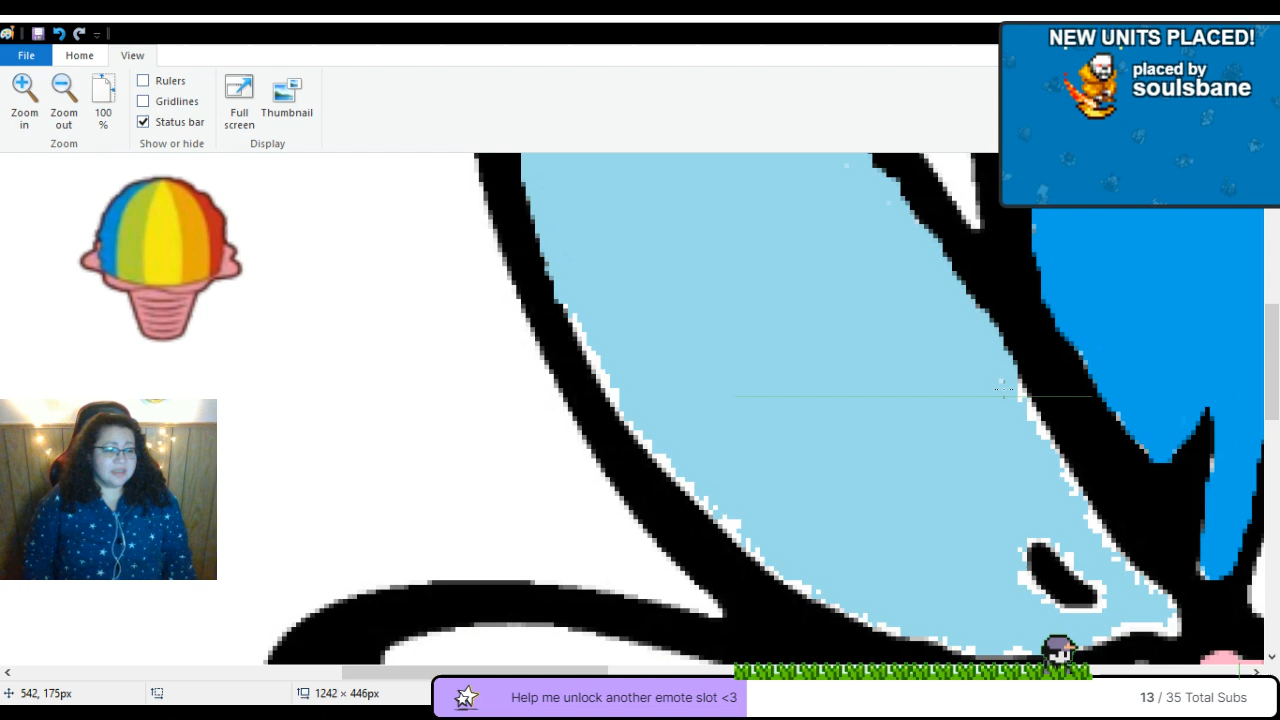 File
Home
View
Zoom in
Zoom out
100 %
Rulers
Gridlines
Status bar
Full screen
Thumbnail
Zoom
Show or hide
Display
NEW UNITS PLACED!
placed by
soulsbane
542, 175px
1242 × 446px
Help me unlock another emote slot <3
13 / 35 Total Subs